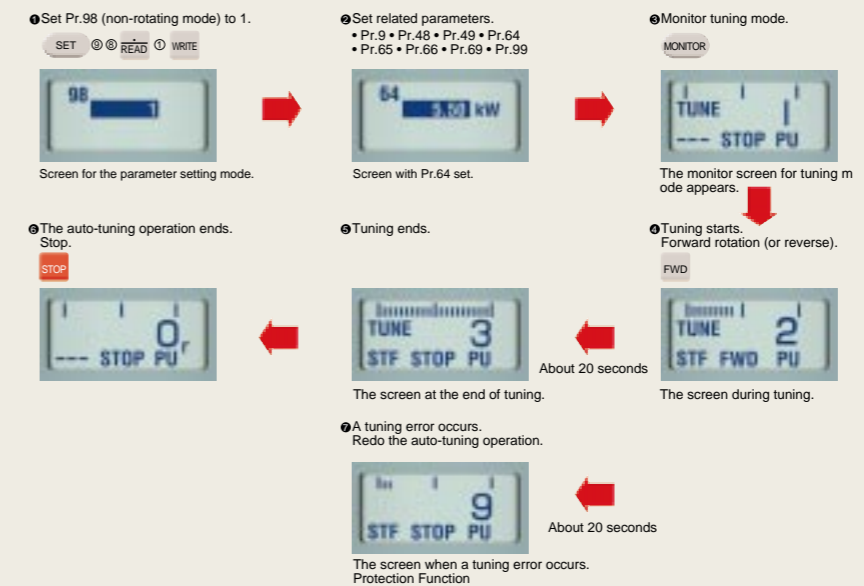 ❶Set Pr.98 (non-rotating mode) to 1.
SET ⑨ ⑧ READ ① WRITE
98
1
Screen for the parameter setting mode.
❷Set related parameters.
• Pr.9 • Pr.48 • Pr.49 • Pr.64
• Pr.65 • Pr.66 • Pr.69 • Pr.99
64
5.50 kW
Screen with Pr.64 set.
❸Monitor tuning mode.
MONITOR
TUNE 1
--- STOP PU
The monitor screen for tuning m
ode appears.
❹Tuning starts.
Forward rotation (or reverse).
FWD
TUNE 2
STF FWD PU
The screen during tuning.
About 20 seconds
❺Tuning ends.
TUNE 3
STF STOP PU
The screen at the end of tuning.
❻The auto-tuning operation ends.
Stop.
STOP
0r
--- STOP PU
❼A tuning error occurs.
Redo the auto-tuning operation.
9
STF STOP PU
About 20 seconds
The screen when a tuning error occurs.
Protection Function